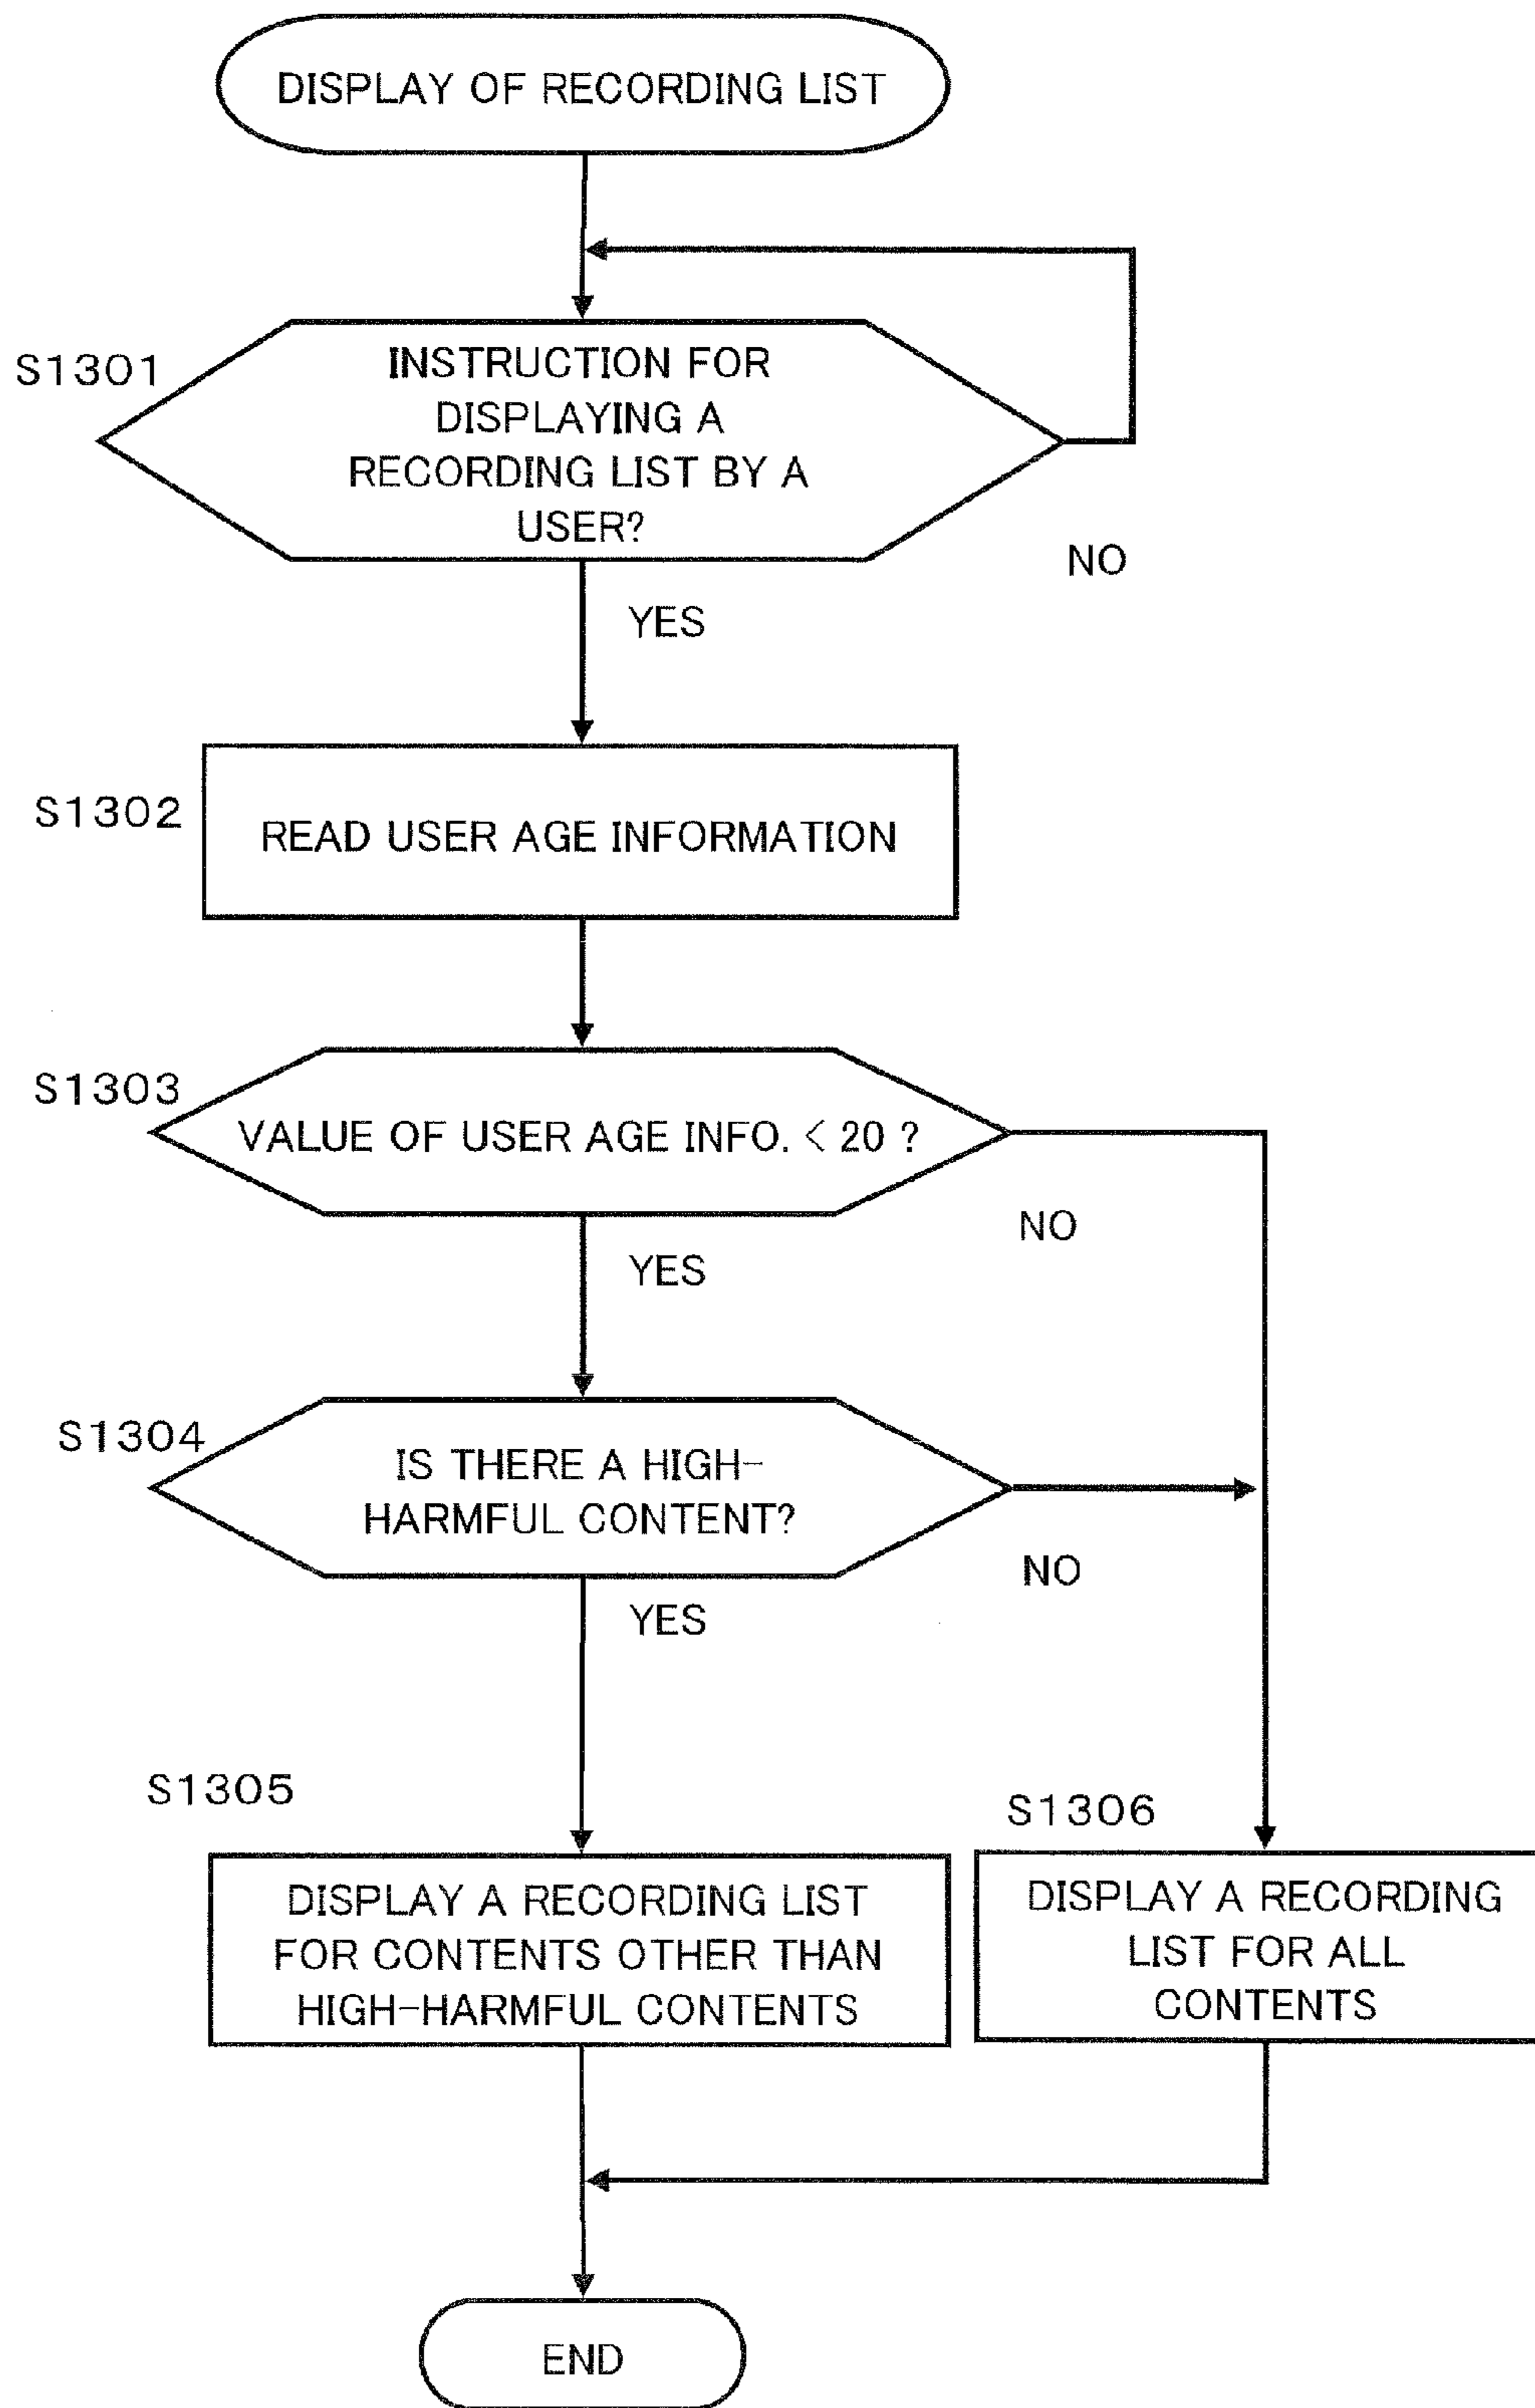 DISPLAY OF RECORDING LIST
S1301
INSTRUCTION FOR
DISPLAYING A
RECORDING LIST BY A
USER?
NO
YES
S1302
READ USER AGE INFORMATION
S1303
VALUE OF USER AGE INFO. < 20 ?
NO
YES
S1304
IS THERE A HIGH-
HARMFUL CONTENT?
NO
YES
S1305
DISPLAY A RECORDING LIST
FOR CONTENTS OTHER THAN
HIGH-HARMFUL CONTENTS
S1306
DISPLAY A RECORDING
LIST FOR ALL
CONTENTS
END